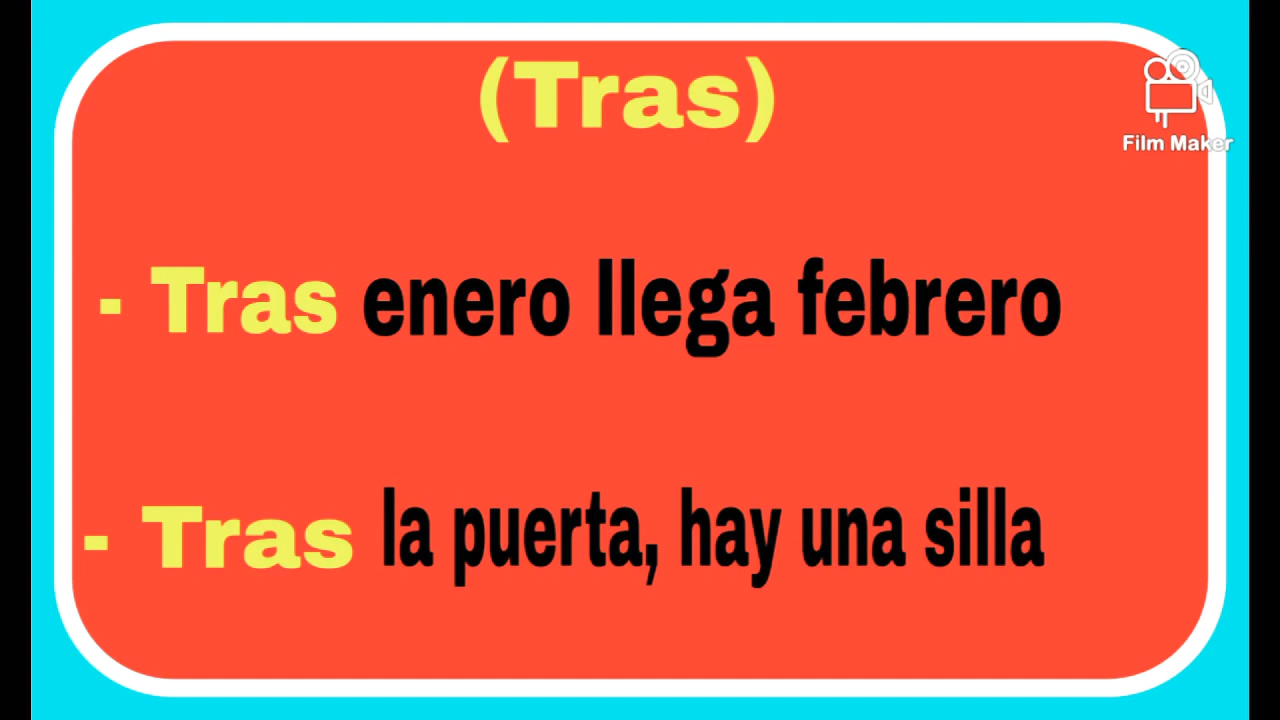 (Tras)
Film Maker
- Tras enero llega febrero
- Tras la puerta, hay una silla